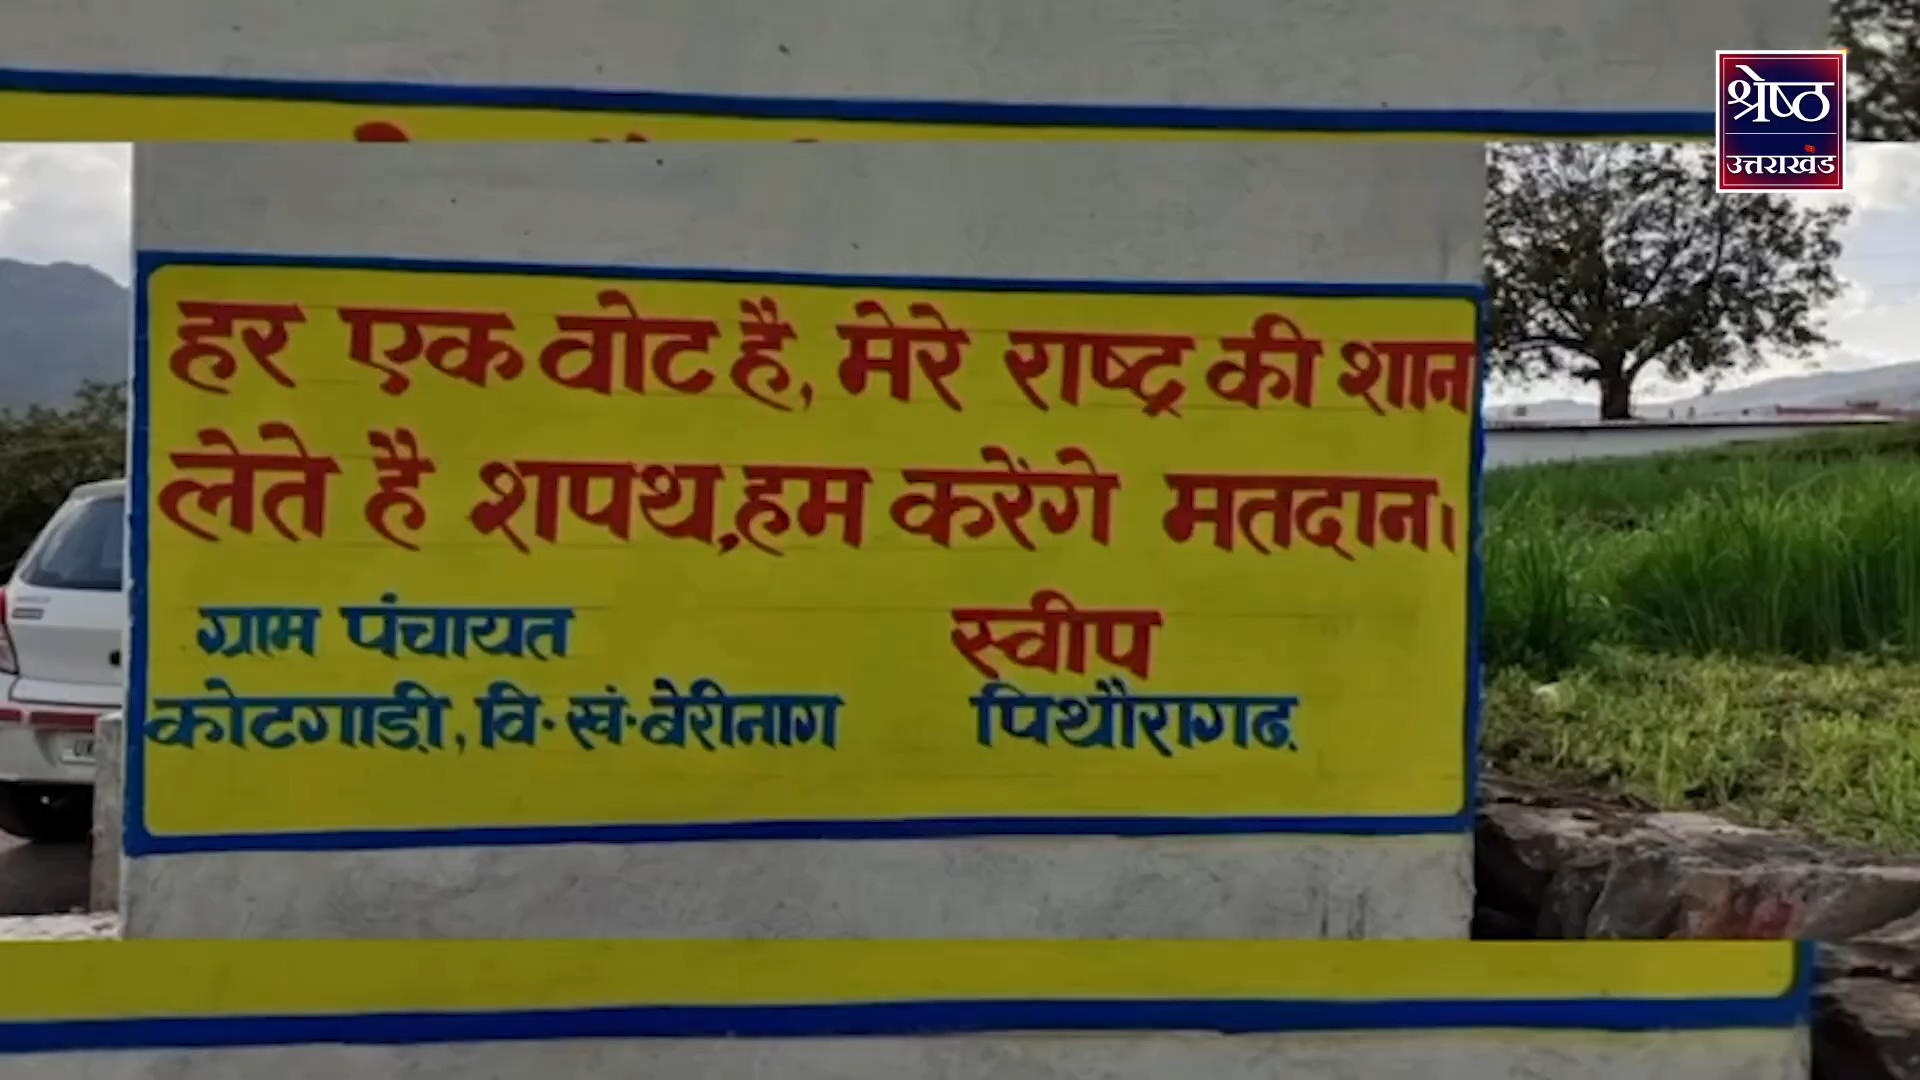 श्रेष्ठ
उत्तराखंड
हर एक वोट है, मेरे राष्ट्र की शान
लेते है शपथ, हम करेंगे मतदान।
ग्राम पंचायत
कोटगाड़ी, वि॰ खं॰ बेरीनाग
स्वीप
पिथौरागढ़